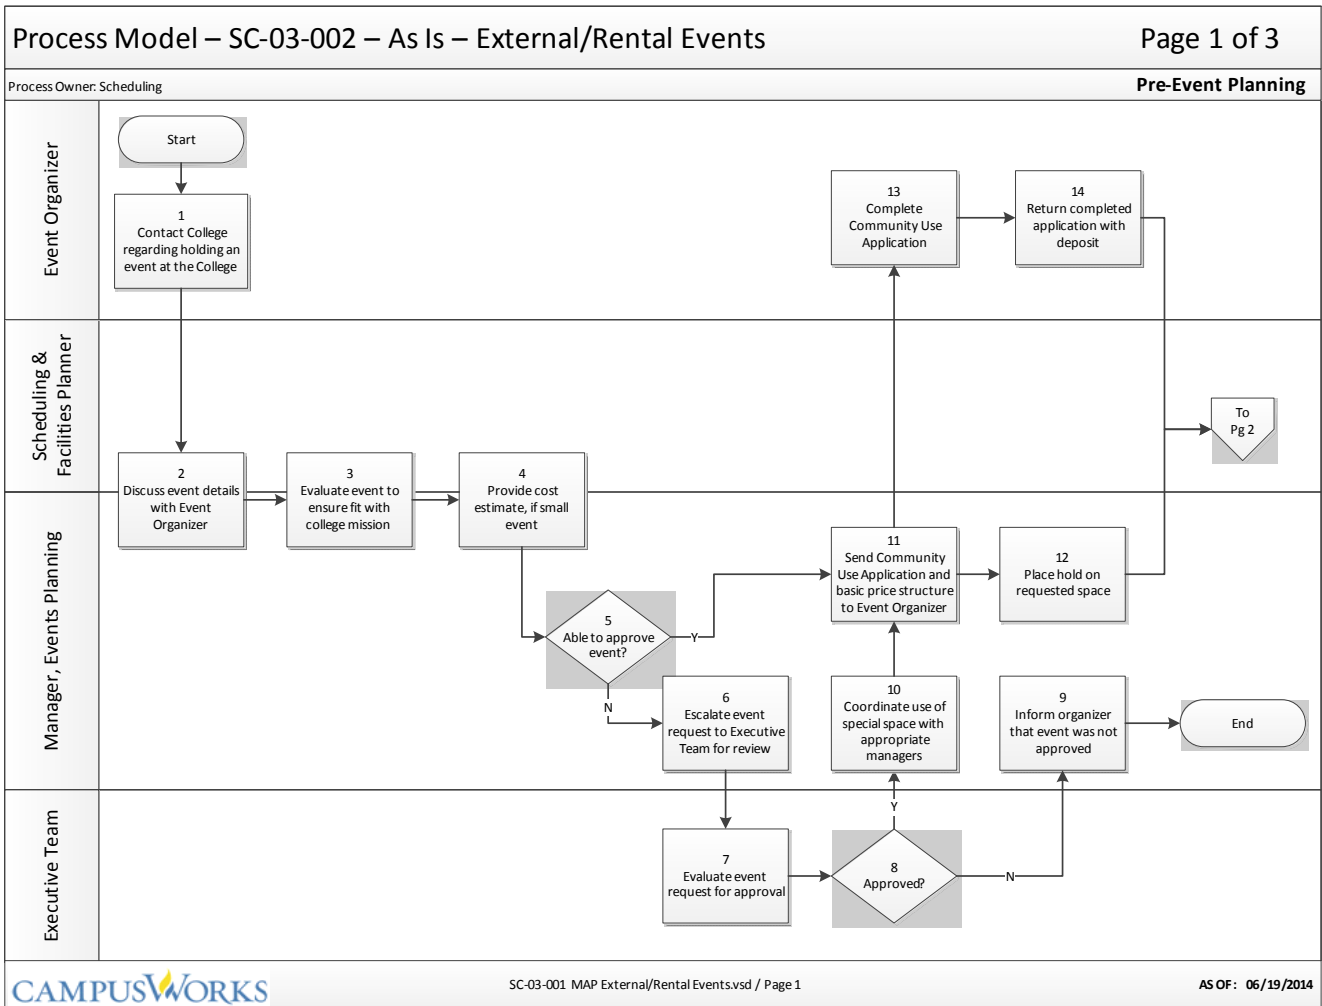 Process Model – SC-03-002 – As Is – External/Rental Events
Page 1 of 3
Process Owner: Scheduling
Pre-Event Planning
Event Organizer
Start
1
Contact College
regarding holding an
event at the College
13
Complete
Community Use
Application
14
Return completed
application with
deposit
Scheduling &
Facilities Planner
To
Pg 2
2
Discuss event details
with Event
Organizer
3
Evaluate event to
ensure fit with
college mission
4
Provide cost
estimate, if small
event
Manager, Events Planning
5
Able to approve
event?
Y
N
11
Send Community
Use Application and
basic price structure
to Event Organizer
12
Place hold on
requested space
6
Escalate event
request to Executive
Team for review
10
Coordinate use of
special space with
appropriate
managers
9
Inform organizer
that event was not
approved
End
Executive Team
7
Evaluate event
request for approval
8
Approved?
Y
N
CAMPUSWORKS
SC-03-001 MAP External/Rental Events.vsd / Page 1
AS OF: 06/19/2014